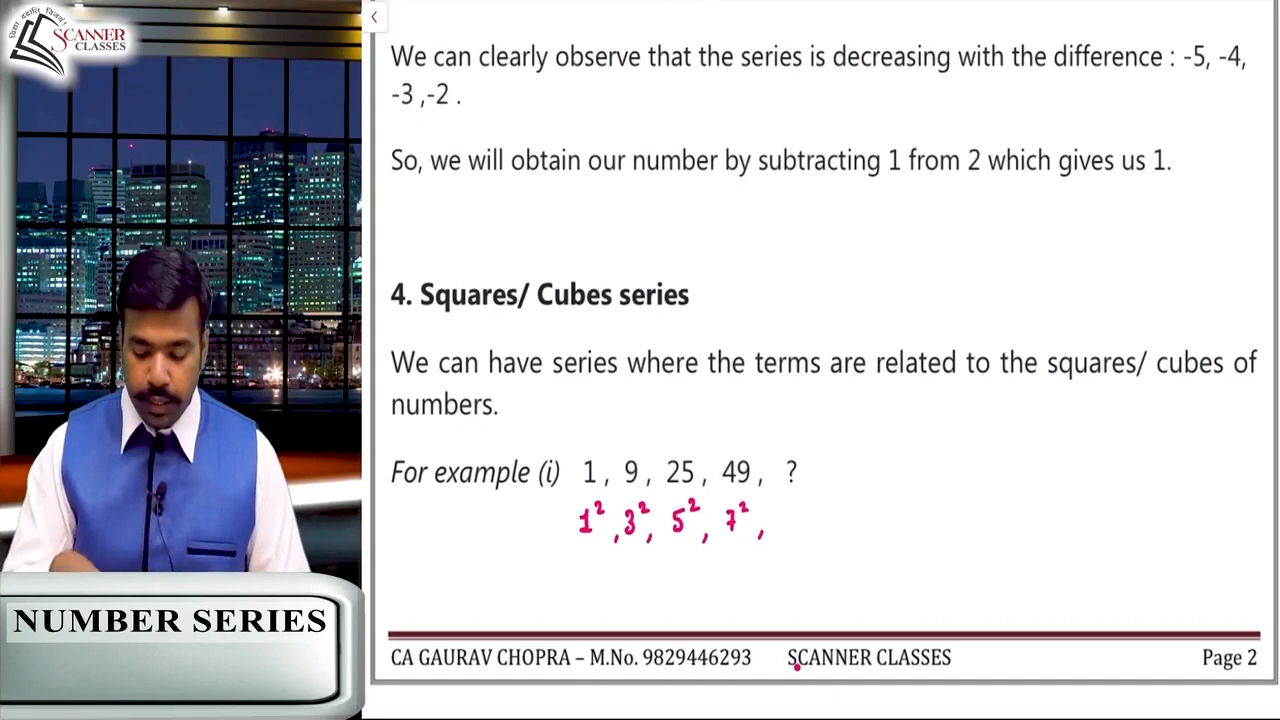 विद्या ददाति विजयं।
SCANNER
CLASSES
We can clearly observe that the series is decreasing with the difference : -5, -4,
-3 ,-2 .
So, we will obtain our number by subtracting 1 from 2 which gives us 1.
4. Squares/ Cubes series
We can have series where the terms are related to the squares/ cubes of
numbers.
For example (i) 1 , 9 , 25 , 49 , ?
1², 3², 5², 7²,
NUMBER SERIES
CA GAURAV CHOPRA – M.No. 9829446293 SCANNER CLASSES Page 2